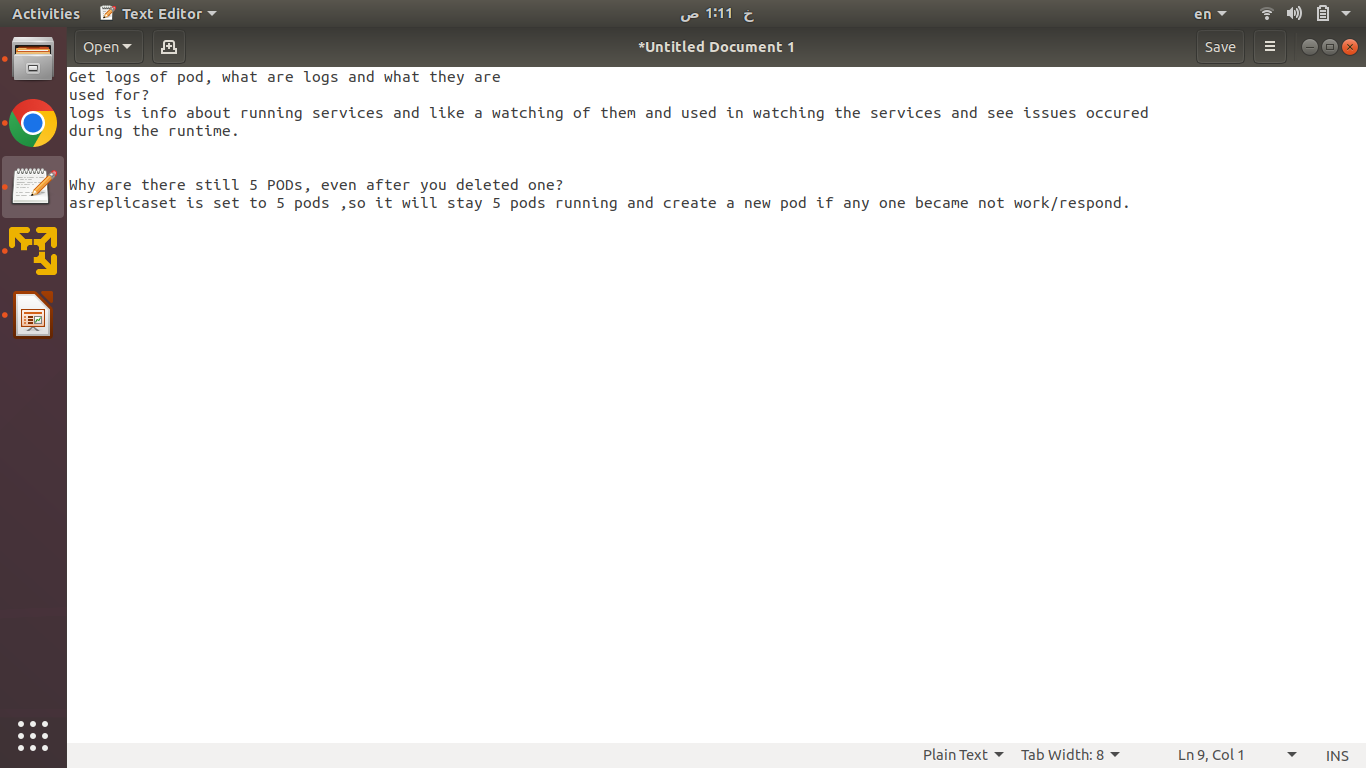 Activities
Text Editor
خ 1:11 ص
en
Open
*Untitled Document 1
Save
Get logs of pod, what are logs and what they are
used for?
logs is info about running services and like a watching of them and used in watching the services and see issues occured
during the runtime.
Why are there still 5 PODs, even after you deleted one?
asreplicaset is set to 5 pods ,so it will stay 5 pods running and create a new pod if any one became not work/respond.
Plain Text
Tab Width: 8
Ln 9, Col 1
INS